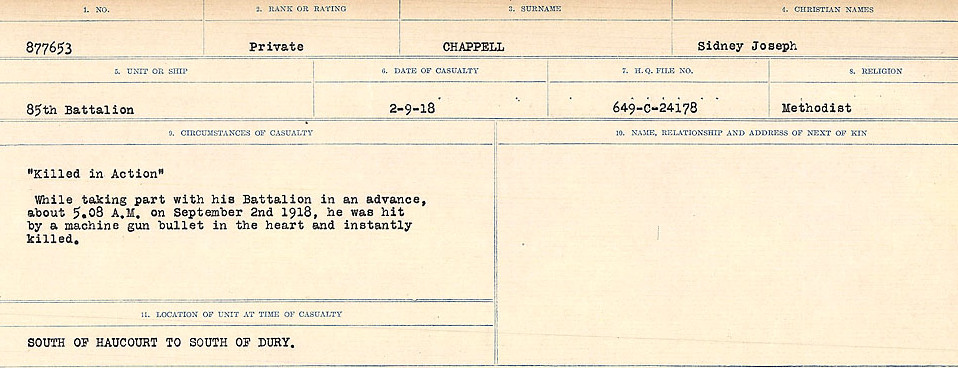 1. NO.
2. RANK OR RATING
3. SURNAME
4. CHRISTIAN NAMES
877653
Private
CHAPPELL
Sidney Joseph
5. UNIT OR SHIP
6. DATE OF CASUALTY
7. H.Q. FILE NO.
8. RELIGION
85th Battalion
2-9-18
649-C-24178
Methodist
9. CIRCUMSTANCES OF CASUALTY
10. NAME, RELATIONSHIP AND ADDRESS OF NEXT OF KIN
"Killed in Action"
While taking part with his Battalion in an advance,
about 5.08 A.M. on September 2nd 1918, he was hit
by a machine gun bullet in the heart and instantly
killed.
11. LOCATION OF UNIT AT TIME OF CASUALTY
SOUTH OF HAUCOURT TO SOUTH OF DURY.